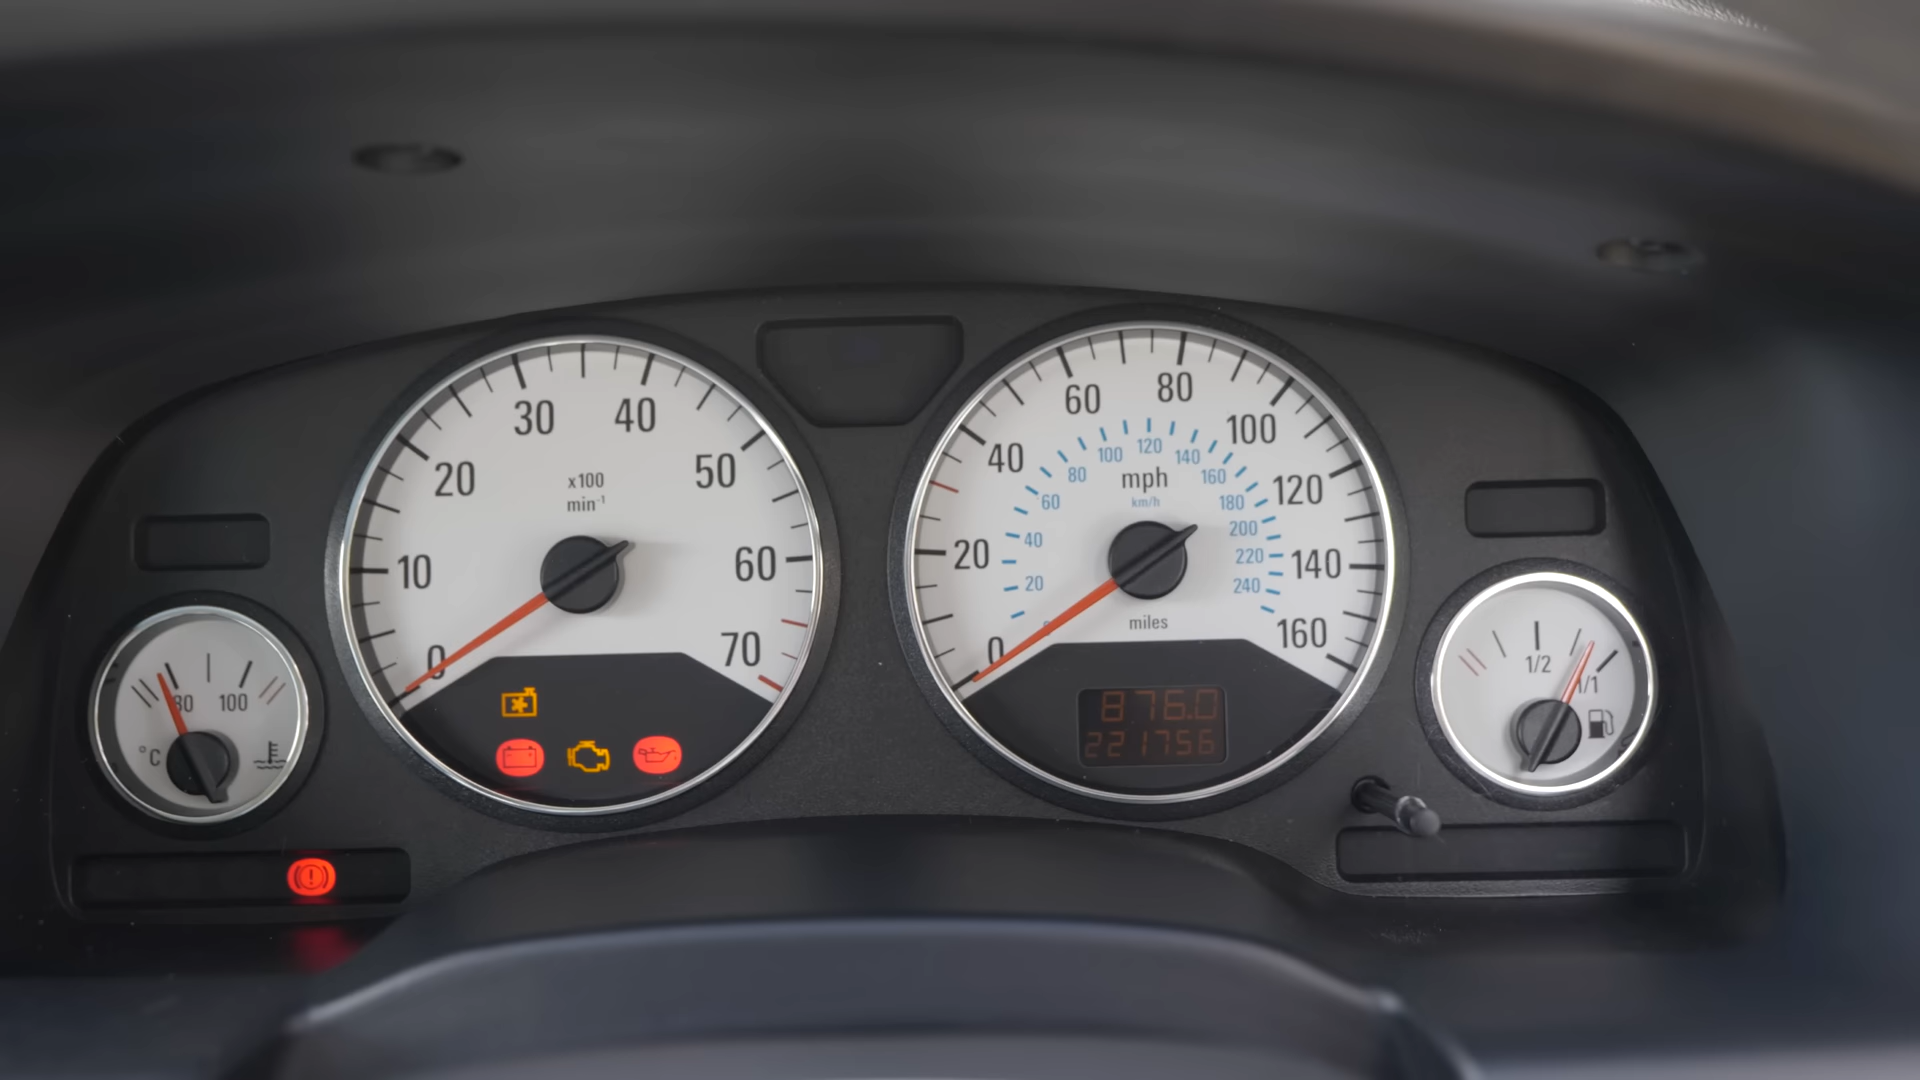 30 40
20 50
x100
min⁻¹
10 60
0 70
80 100
°C
60 80
40 100
20 120
0 140
160
100 120 140
80 160
60 180
40 200
20 220
240
mph
km/h
miles
876.0
221756
1/2
1/1